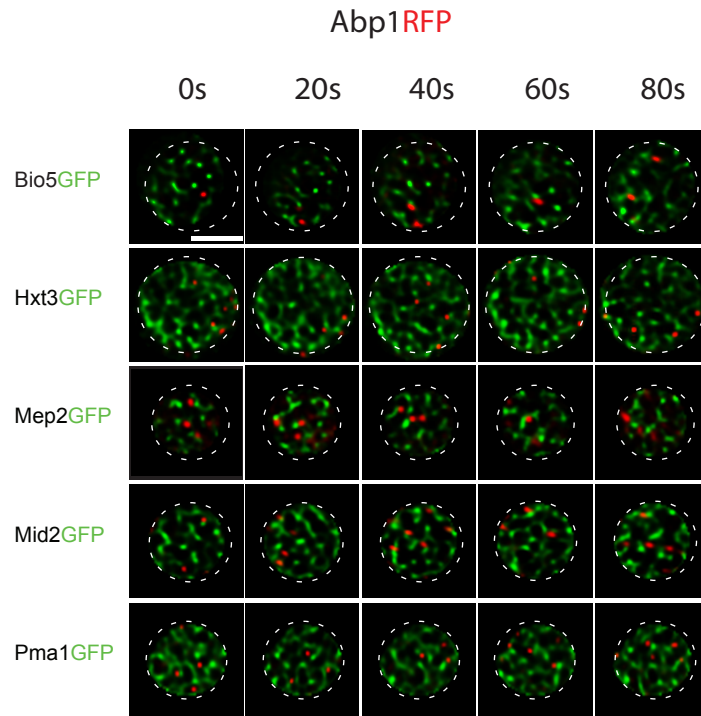 Abp1RFP
0s 20s 40s 60s 80s
Bio5GFP
Hxt3GFP
Mep2GFP
Mid2GFP
Pma1GFP